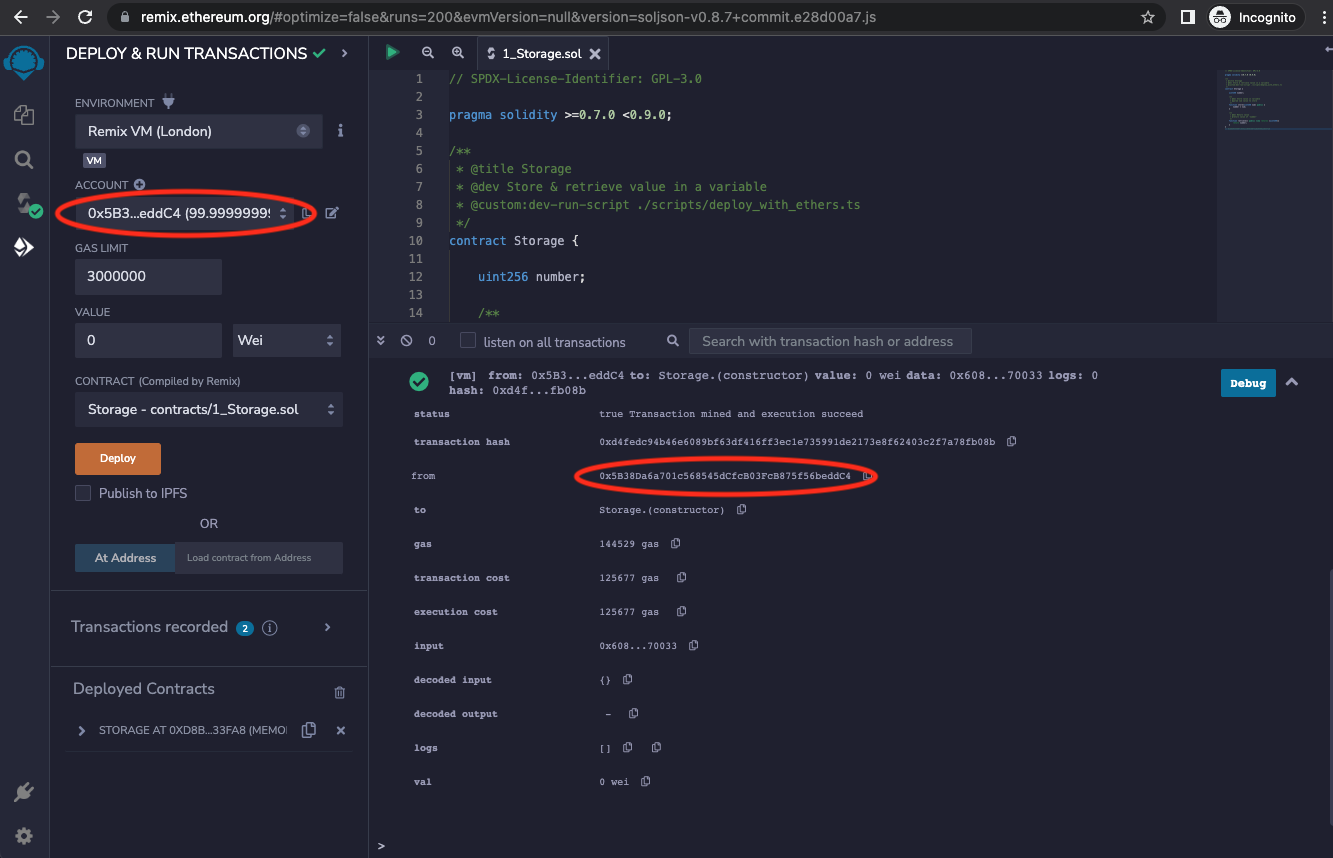 remix.ethereum.org/#optimize=false&runs=200&evmVersion=null&version=soljson-v0.8.7+commit.e28d00a7.js
Incognito
DEPLOY & RUN TRANSACTIONS
ENVIRONMENT
Remix VM (London)
VM
ACCOUNT
0x5B3...eddC4 (99.9999999
GAS LIMIT
3000000
VALUE
0
Wei
CONTRACT (Compiled by Remix)
Storage - contracts/1_Storage.sol
Deploy
Publish to IPFS
OR
At Address
Load contract from Address
Transactions recorded 2
Deployed Contracts
STORAGE AT 0XD8B...33FA8 (MEMO
1_Storage.sol
1 // SPDX-License-Identifier: GPL-3.0
2
3 pragma solidity >=0.7.0 <0.9.0;
4
5 /**
6 * @title Storage
7 * @dev Store & retrieve value in a variable
8 * @custom:dev-run-script ./scripts/deploy_with_ethers.ts
9 */
10 contract Storage {
11
12 uint256 number;
13
14 /**
0
listen on all transactions
Search with transaction hash or address
[vm] from: 0x5B3...eddC4 to: Storage.(constructor) value: 0 wei data: 0x608...70033 logs: 0
hash: 0xd4f...fb08b
Debug
status true Transaction mined and execution succeed
transaction hash 0xd4fedc94b46e6089bf63df416ff3ec1e735991de2173e8f62403c2f7a78fb08b
from 0x5B38Da6a701c568545dCfcB03FcB875f56beddC4
to Storage.(constructor)
gas 144529 gas
transaction cost 125677 gas
execution cost 125677 gas
input 0x608...70033
decoded input {}
decoded output -
logs []
val 0 wei
>